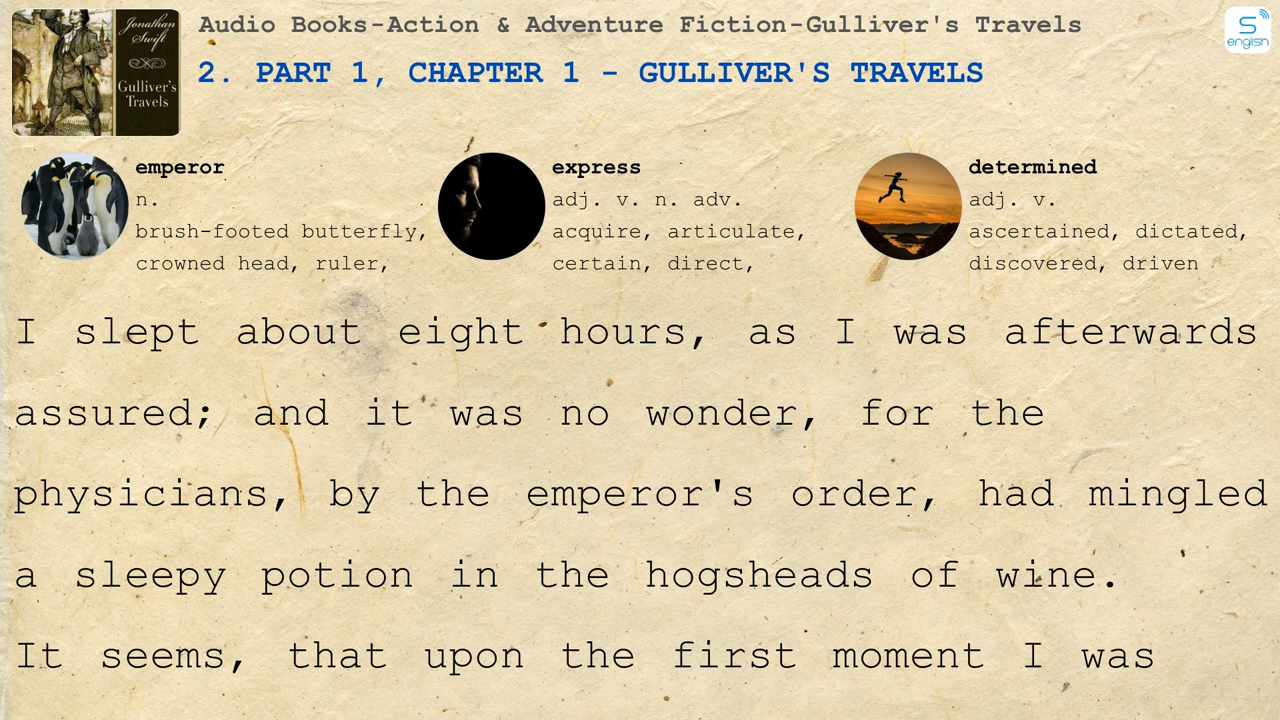 Jonathan
Swift
Gulliver's
Travels
Audio Books-Action & Adventure Fiction-Gulliver's Travels
2. PART 1, CHAPTER 1 - GULLIVER'S TRAVELS
S
english
emperor
n.
brush-footed butterfly,
crowned head, ruler,
express
adj. v. n. adv.
acquire, articulate,
certain, direct,
determined
adj. v.
ascertained, dictated,
discovered, driven
I slept about eight hours, as I was afterwards
assured; and it was no wonder, for the
physicians, by the emperor's order, had mingled
a sleepy potion in the hogsheads of wine.
It seems, that upon the first moment I was